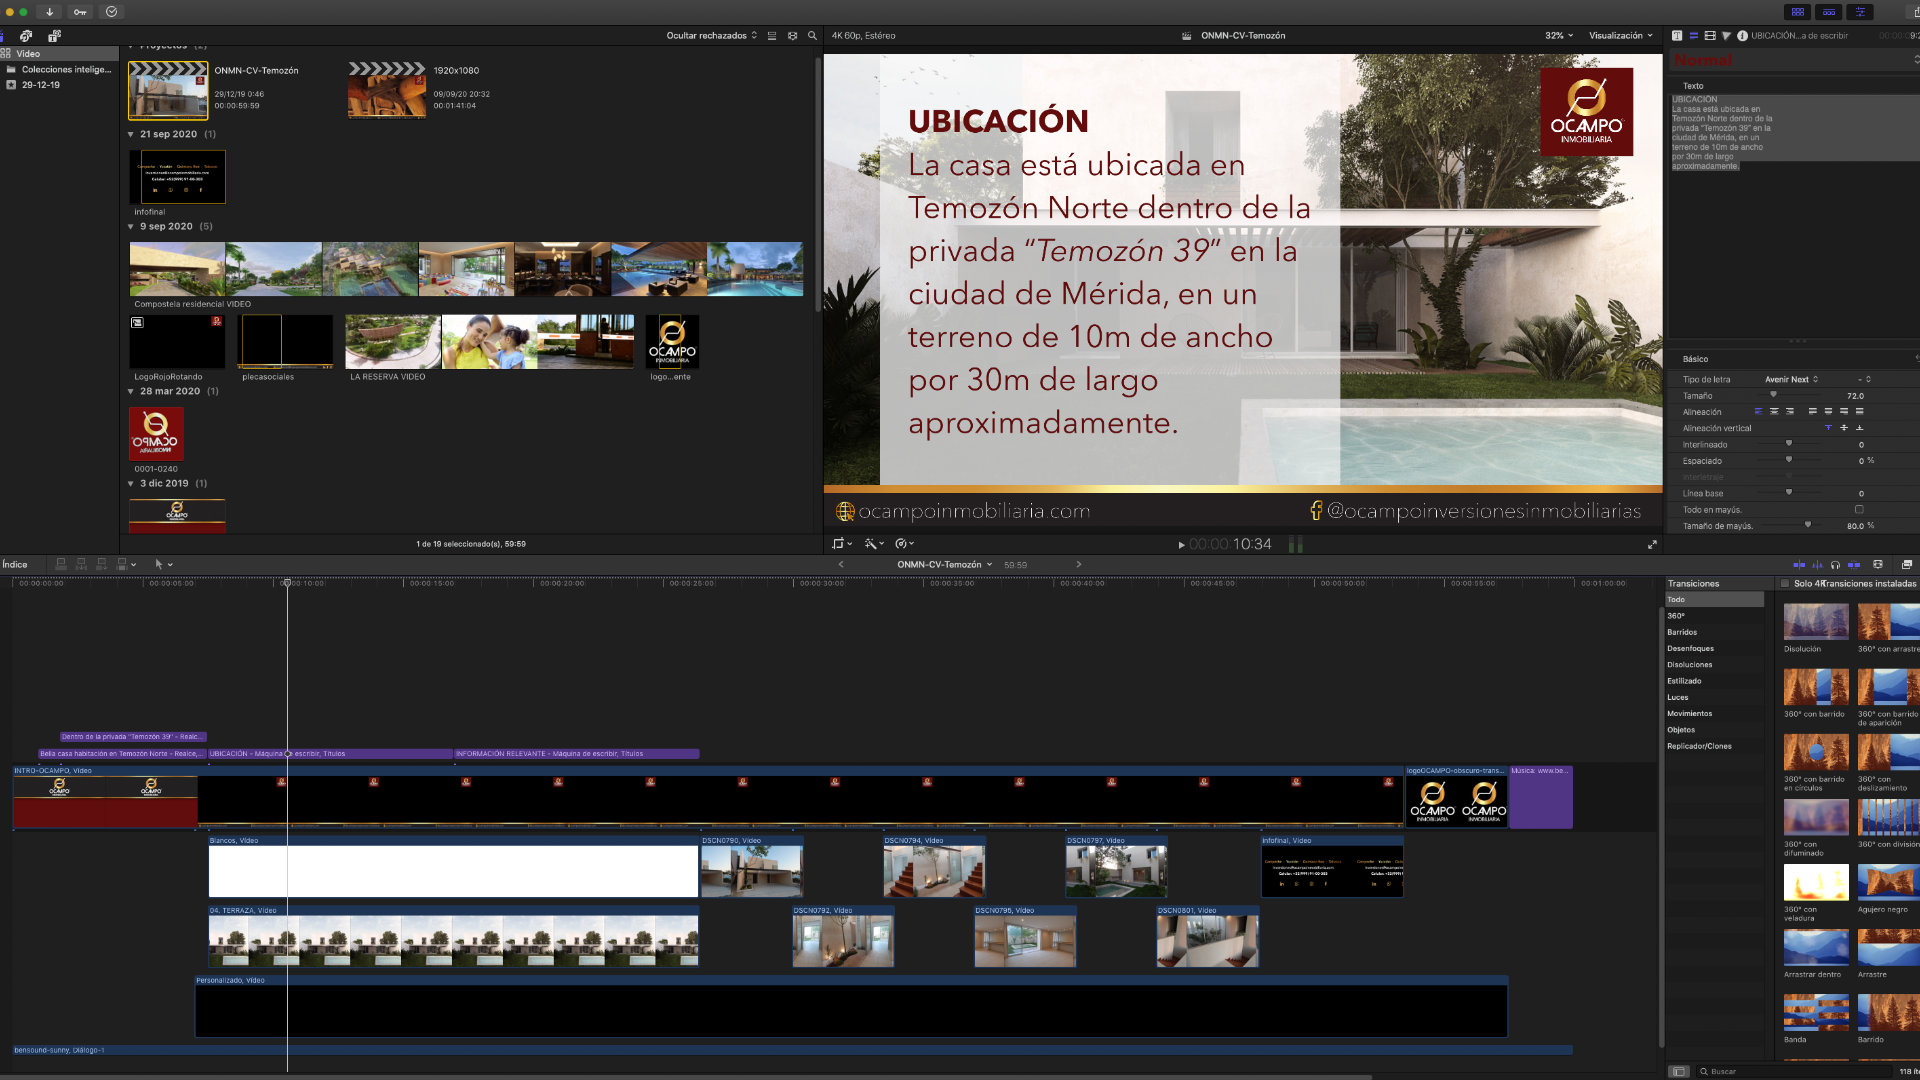 Ocultar rechazados
4K 60p, Estéreo
ONMN-CV-Temozón
32%
Visualización
UBICACIÓN...a de escribir
Vídeo
Colecciones intelige...
29-12-19
Proyectos (2)
ONMN-CV-Temozón
29/12/19 0:46
00:00:59:59
1920x1080
09/09/20 20:32
00:01:41:04
21 sep 2020 (1)
infofinal
9 sep 2020 (5)
Compostela residencial VIDEO
LogoRojoRotando
plecasociales
LA RESERVA VIDEO
logo...ente
28 mar 2020 (1)
0001-0240
3 dic 2019 (1)
1 de 19 seleccionado(s), 59:59
UBICACIÓN
La casa está ubicada en
Temozón Norte dentro de la
privada “Temozón 39” en la
ciudad de Mérida, en un
terreno de 10m de ancho
por 30m de largo
aproximadamente.
OCAMPO
INMOBILIARIA
ocampoinmobiliaria.com
@ocampoinversionesinmobiliarias
00:00:10:34
Normal
Texto
UBICACIÓN
La casa está ubicada en
Temozón Norte dentro de la
privada "Temozón 39" en la
ciudad de Mérida, en un
terreno de 10m de ancho
por 30m de largo
aproximadamente.
Básico
Tipo de letra Avenir Next -
Tamaño 72.0
Alineación
Alineación vertical
Interlineado 0
Espaciado 0 %
Interletraje
Línea base 0
Todo en mayús.
Tamaño de mayús. 80.0 %
Índice
ONMN-CV-Temozón
59:59
00:00:00:00 00:00:05:00 00:00:10:00 00:00:15:00 00:00:20:00 00:00:25:00 00:00:30:00 00:00:35:00 00:00:40:00 00:00:45:00 00:00:50:00 00:00:55:00 00:01:00:00
Dentro de la privada "Temozón 39" - Realc...
Bella casa habitación en Temozón Norte - Realce,...
UBICACIÓN - Máquina de escribir, Títulos
INFORMACIÓN RELEVANTE - Máquina de escribir, Títulos
INTRO-OCAMPO, Vídeo
logoOCAMPO-obscuro-trans...
Música: www.be...
OCAMPO
INMOBILIARIA
OCAMPO
INMOBILIARIA
Blancos, Vídeo
DSCN0790, Vídeo
DSCN0794, Vídeo
DSCN0797, Vídeo
infofinal, Vídeo
04. TERRAZA, Vídeo
DSCN0792, Vídeo
DSCN0795, Vídeo
DSCN0801, Vídeo
Personalizado, Vídeo
bensound-sunny, Diálogo-1
Transiciones
Todo
360°
Barridos
Desenfoques
Disoluciones
Estilizado
Luces
Movimientos
Objetos
Replicador/Clones
Solo 4K
Transiciones instaladas
Disolución
360° con arrastre
360° con barrido
360° con barrido
de aparición
360° con barrido
en círculos
360° con
deslizamiento
360° con
difuminado
360° con división
360° con
veladura
Agujero negro
Arrastrar dentro
Arrastre
Banda
Barrido
Buscar